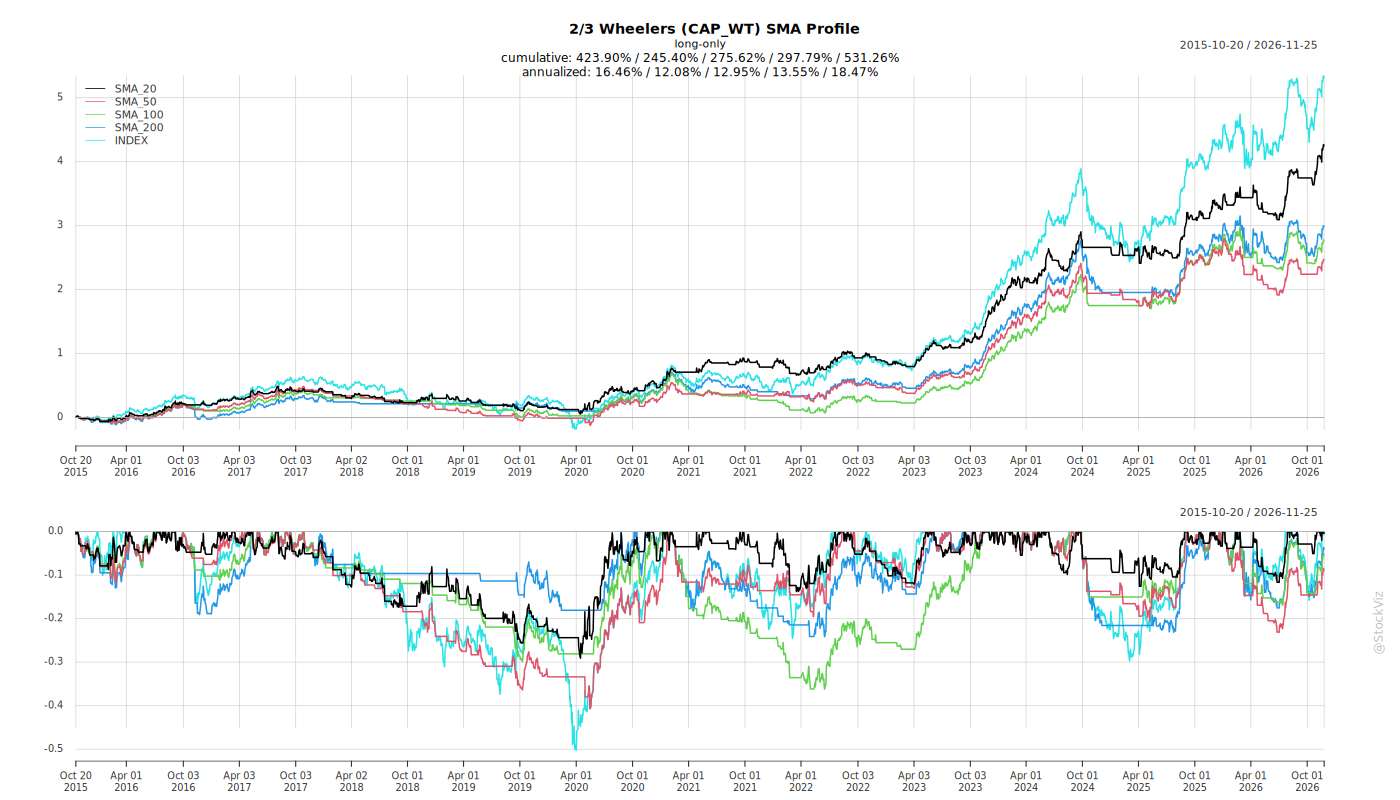 2/3 Wheelers (CAP_WT) SMA Profile
long-only
cumulative: 423.90% / 245.40% / 275.62% / 297.79% / 531.26%
annualized: 16.46% / 12.08% / 12.95% / 13.55% / 18.47%
2015-10-20 / 2026-11-25
SMA_20
SMA_50
SMA_100
SMA_200
INDEX
5
4
3
2
1
0
Oct 20 Apr 01 Oct 03 Apr 03 Oct 03 Apr 02 Oct 01 Apr 01 Oct 01 Apr 01 Oct 01 Apr 01 Oct 01 Apr 01 Oct 03 Apr 03 Oct 03 Apr 01 Oct 01 Apr 01 Oct 01 Apr 01 Oct 01
2015 2016 2016 2017 2017 2018 2018 2019 2019 2020 2020 2021 2021 2022 2022 2023 2023 2024 2024 2025 2025 2026 2026
2015-10-20 / 2026-11-25
0.0
-0.1
-0.2
-0.3
-0.4
-0.5
Oct 20 Apr 01 Oct 03 Apr 03 Oct 03 Apr 02 Oct 01 Apr 01 Oct 01 Apr 01 Oct 01 Apr 01 Oct 01 Apr 01 Oct 03 Apr 03 Oct 03 Apr 01 Oct 01 Apr 01 Oct 01 Apr 01 Oct 01
2015 2016 2016 2017 2017 2018 2018 2019 2019 2020 2020 2021 2021 2022 2022 2023 2023 2024 2024 2025 2025 2026 2026
@StockViz